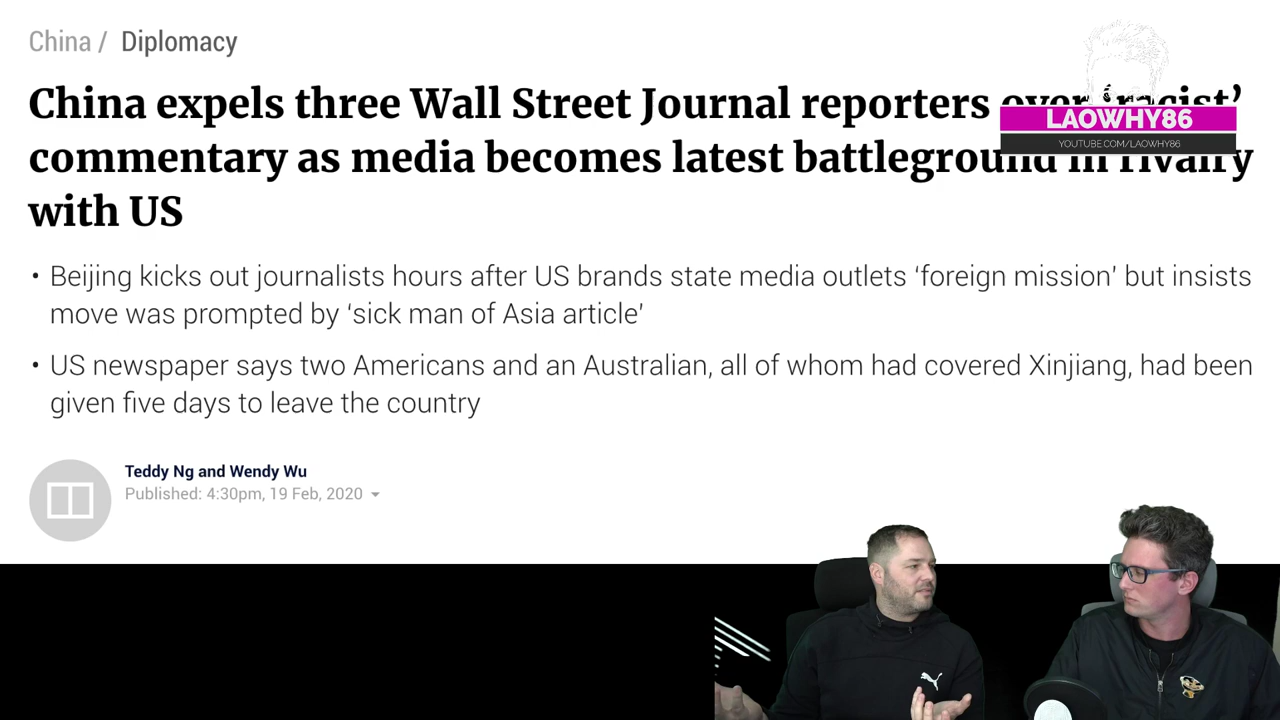 China / Diplomacy
China expels three Wall Street Journal reporters over ‘racist’
LAOWHY86
YOUTUBE.COM/LAOWHY86
commentary as media becomes latest battleground in rivalry
with US
• Beijing kicks out journalists hours after US brands state media outlets ‘foreign mission’ but insists
move was prompted by ‘sick man of Asia article’
• US newspaper says two Americans and an Australian, all of whom had covered Xinjiang, had been
given five days to leave the country
Teddy Ng and Wendy Wu
Published: 4:30pm, 19 Feb, 2020